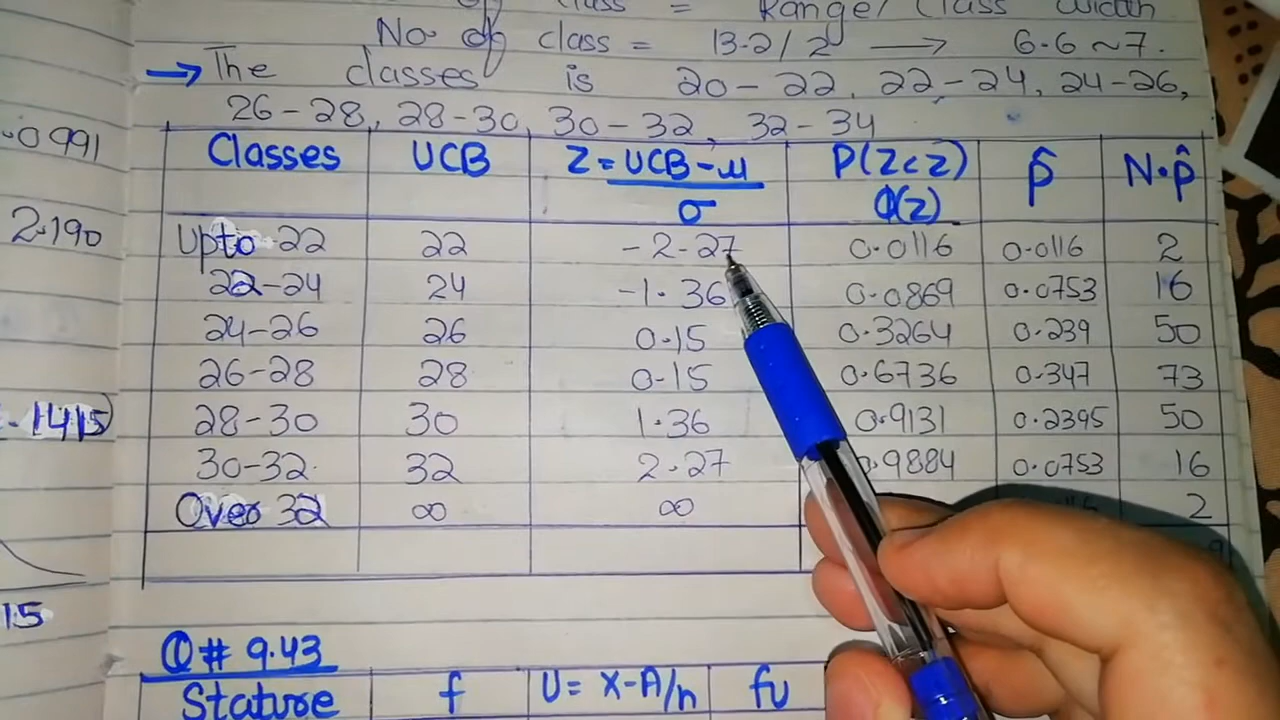 of class = Range/Class width
No. of class = 13.2/2 → 6.6 ~ 7.
→ The classes is 20-22, 22-24, 24-26,
26-28, 28-30, 30-32, 32-34
Classes UCB Z = UCB-μ/σ P(Z<z) Φ(z) p̂ N·p̂
Upto 22 22 -2.27 0.0116 0.0116 2
22-24 24 -1.36 0.0869 0.0753 16
24-26 26 0.15 0.3264 0.239 50
26-28 28 0.15 0.6736 0.347 73
28-30 30 1.36 0.9131 0.2395 50
30-32 32 2.27 0.9884 0.0753 16
Over 32 ∞ ∞ 2
Q# 9.43
Stature f U = X-A/h fu
.0991
2.190
.1415
15